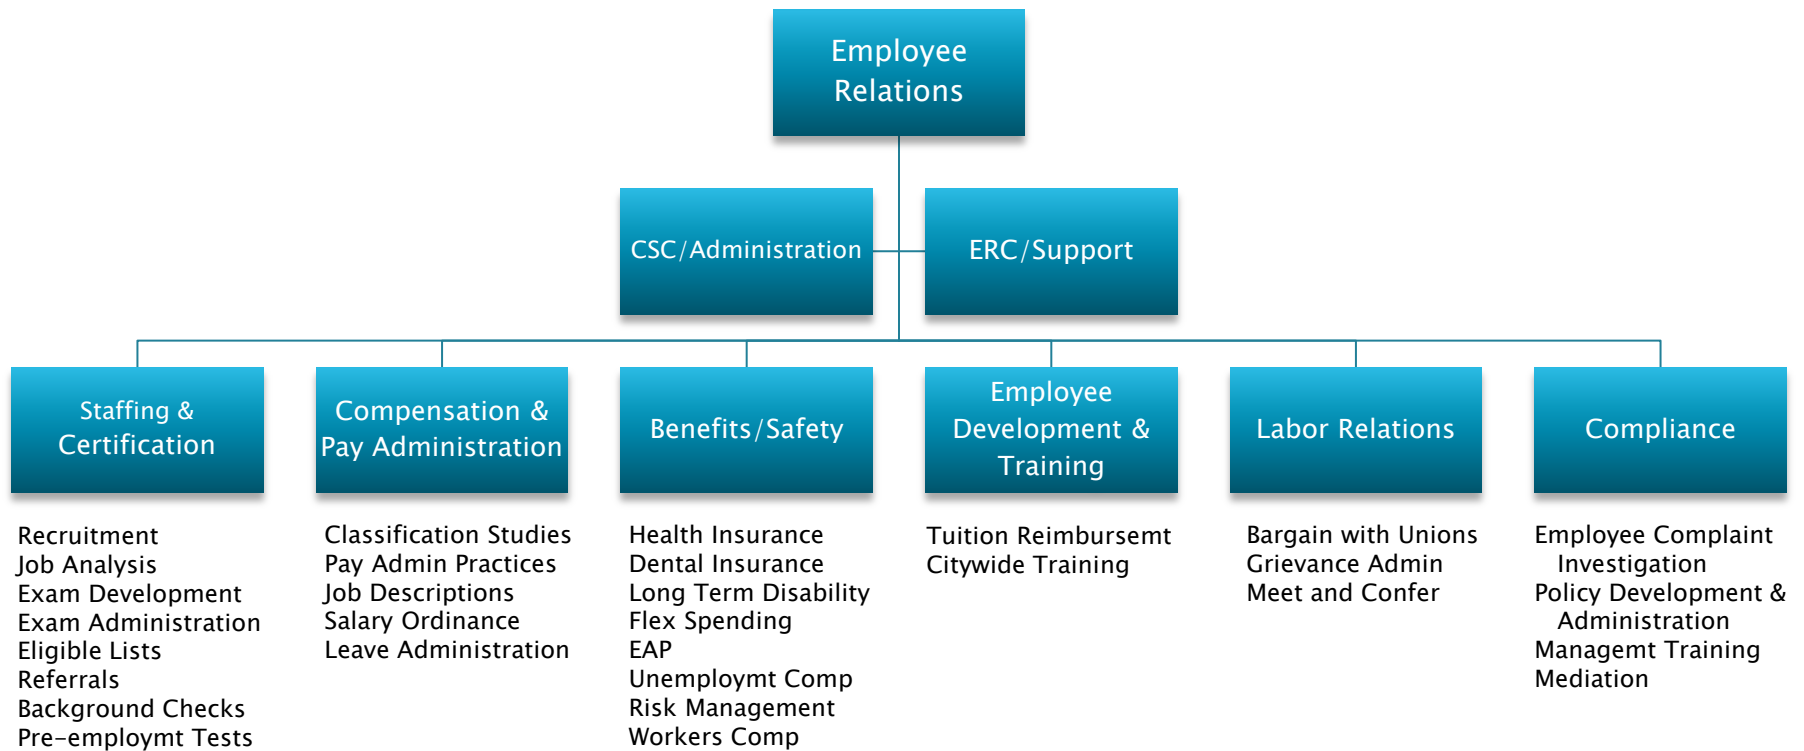 Employee
Relations
CSC/Administration
ERC/Support
Staffing &
Certification
Compensation &
Pay Administration
Benefits/Safety
Employee
Development &
Training
Labor Relations
Compliance
Recruitment
Job Analysis
Exam Development
Exam Administration
Eligible Lists
Referrals
Background Checks
Pre-employmt Tests
Classification Studies
Pay Admin Practices
Job Descriptions
Salary Ordinance
Leave Administration
Health Insurance
Dental Insurance
Long Term Disability
Flex Spending
EAP
Unemploymt Comp
Risk Management
Workers Comp
Tuition Reimbursemt
Citywide Training
Bargain with Unions
Grievance Admin
Meet and Confer
Employee Complaint
Investigation
Policy Development &
Administration
Managemt Training
Mediation